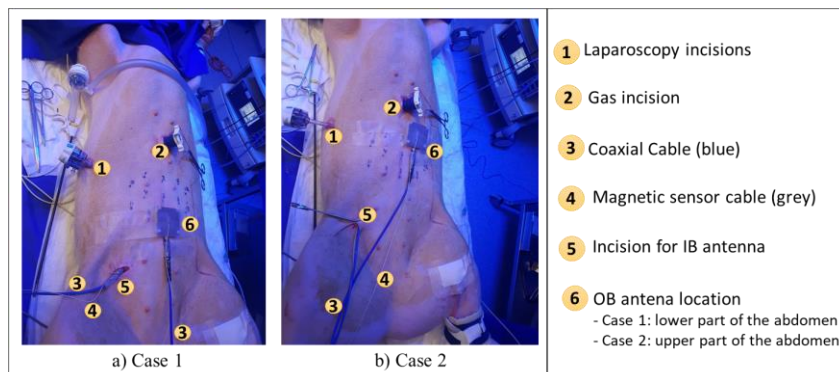 1
2
6
3
5
4
3
a) Case 1
2
1
6
5
4
3
b) Case 2
1 Laparoscopy incisions
2 Gas incision
3 Coaxial Cable (blue)
4 Magnetic sensor cable (grey)
5 Incision for IB antenna
6 OB antena location
- Case 1: lower part of the abdomen
- Case 2: upper part of the abdomen